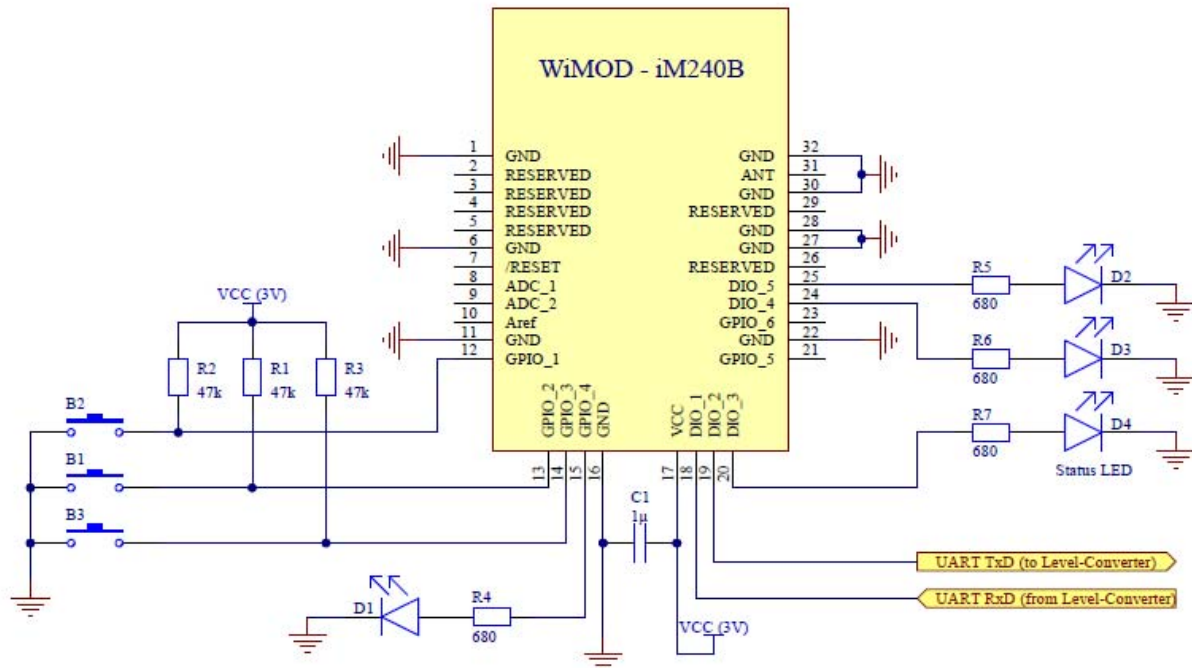 WiMOD - iM240B
1 GND
2 RESERVED
3 RESERVED
4 RESERVED
5 RESERVED
6 GND
7 /RESET
8 ADC_1
9 ADC_2
10 Aref
11 GND
12 GPIO_1
GND 32
ANT 31
GND 30
RESERVED 29
GND 28
GND 27
RESERVED 26
DIO_5 25
DIO_4 24
GPIO_6 23
GND 22
GPIO_5 21
GPIO_2 13
GPIO_3 14
GPIO_4 15
GND 16
VCC 17
DIO_1 18
DIO_2 19
DIO_3 20
VCC (3V)
R2
47k
R1
47k
R3
47k
B2
B1
B3
R5
680
D2
R6
680
D3
R7
680
D4
Status LED
C1
1µ
D1
R4
680
VCC (3V)
UART TxD (to Level-Converter)
UART RxD (from Level-Converter)